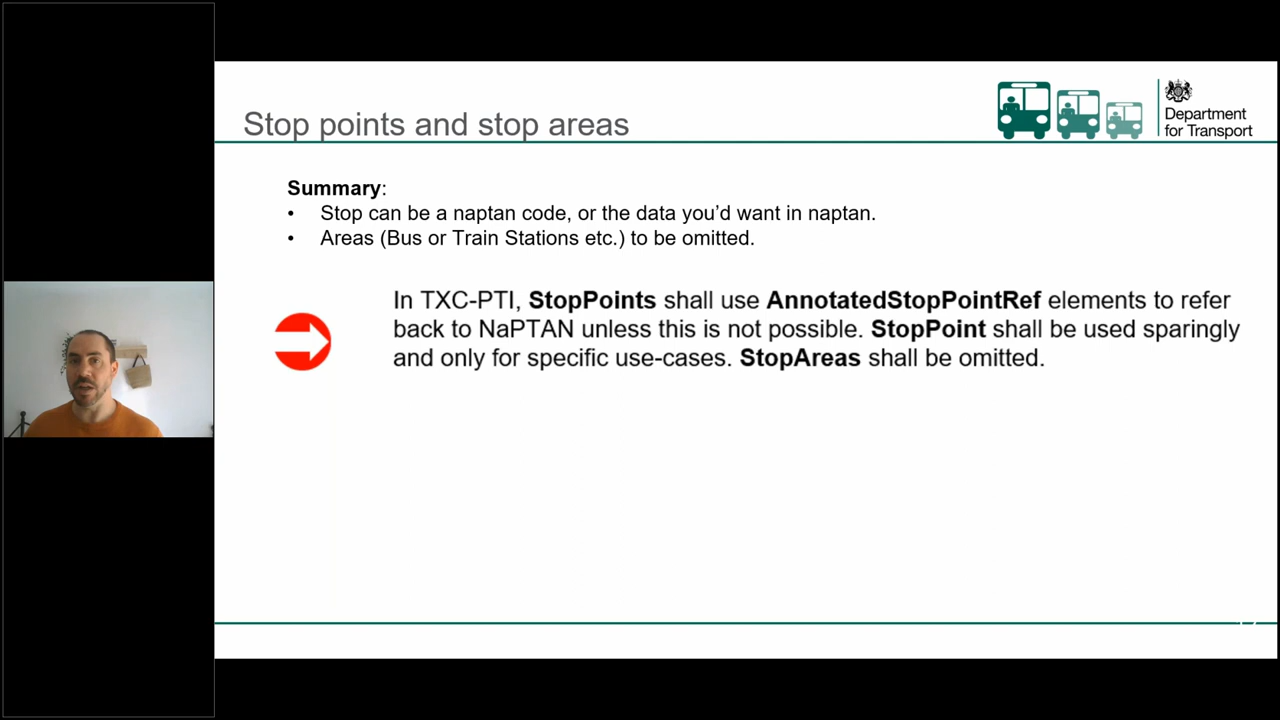 Stop points and stop areas
Department
for Transport
Summary:
• Stop can be a naptan code, or the data you’d want in naptan.
• Areas (Bus or Train Stations etc.) to be omitted.
In TXC-PTI, StopPoints shall use AnnotatedStopPointRef elements to refer
back to NaPTAN unless this is not possible. StopPoint shall be used sparingly
and only for specific use-cases. StopAreas shall be omitted.